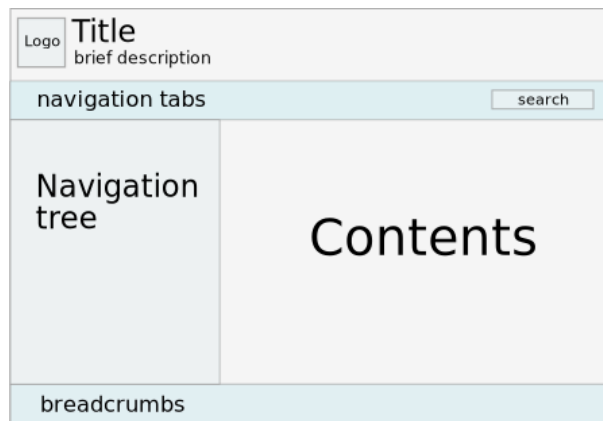 Logo
Title
brief description
navigation tabs
search
Navigation
tree
Contents
breadcrumbs